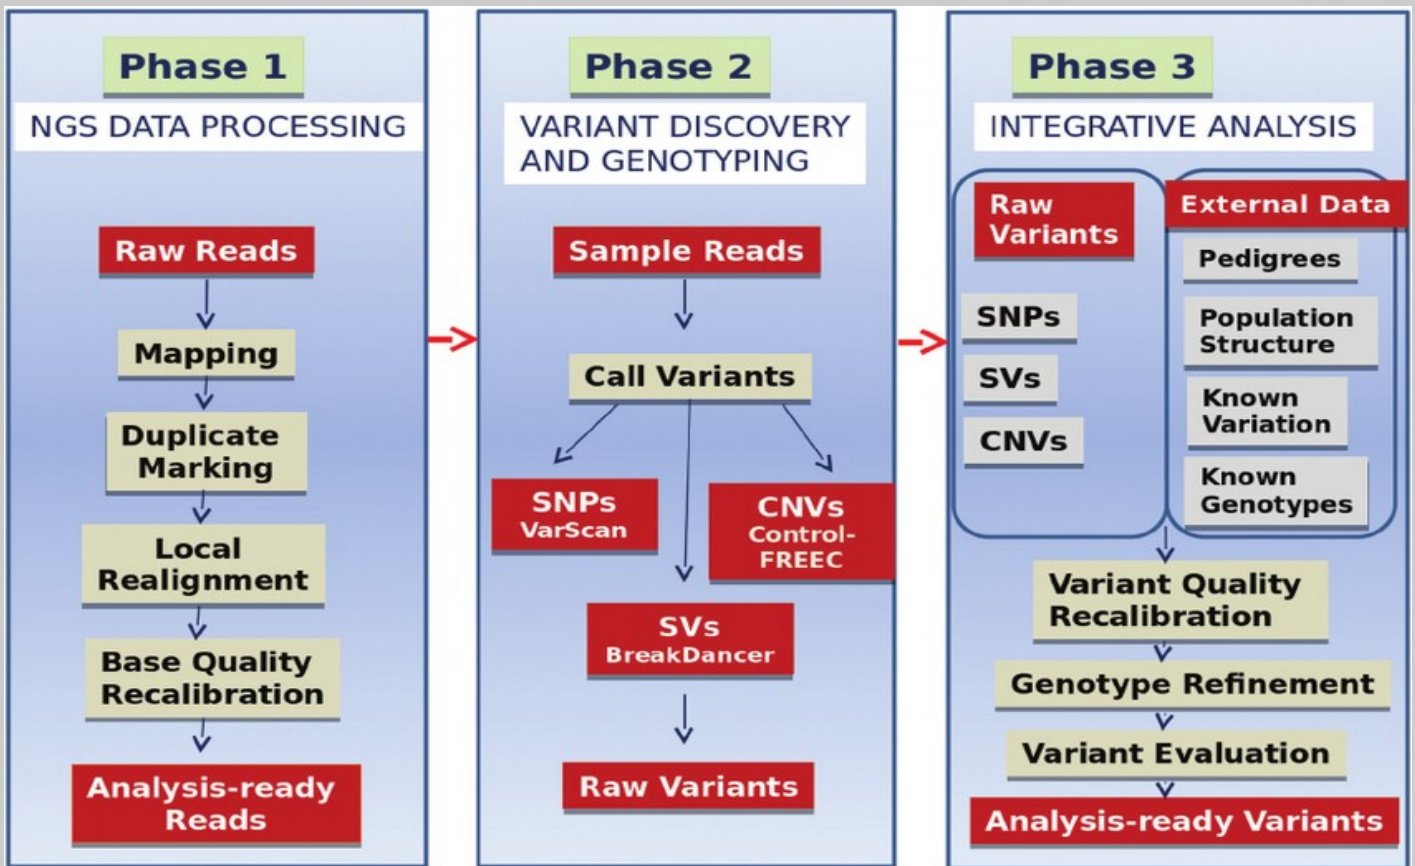 Phase 1
NGS DATA PROCESSING
Raw Reads
Mapping
Duplicate
Marking
Local
Realignment
Base Quality
Recalibration
Analysis-ready
Reads
Phase 2
VARIANT DISCOVERY
AND GENOTYPING
Sample Reads
Call Variants
SNPs
VarScan
CNVs
Control-
FREEC
SVs
BreakDancer
Raw Variants
Phase 3
INTEGRATIVE ANALYSIS
Raw
Variants
SNPs
SVs
CNVs
External Data
Pedigrees
Population
Structure
Known
Variation
Known
Genotypes
Variant Quality
Recalibration
Genotype Refinement
Variant Evaluation
Analysis-ready Variants